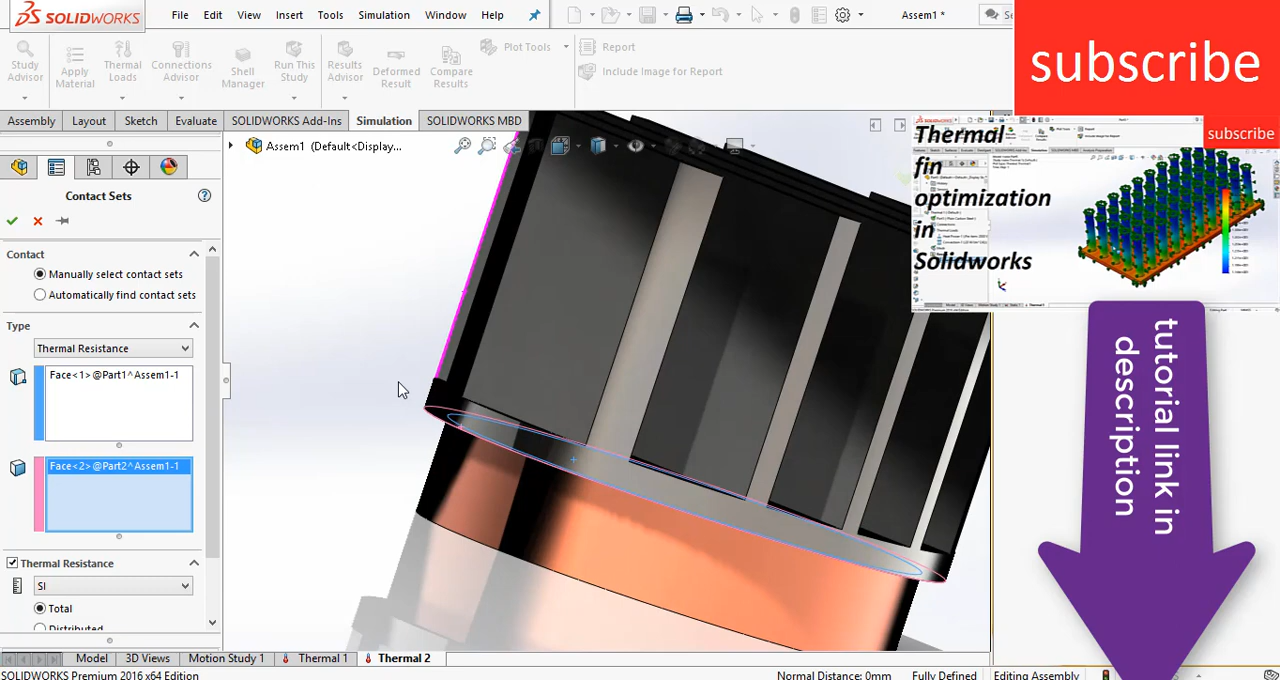 SOLIDWORKS
File Edit View Insert Tools Simulation Window Help
Assem1 *
subscribe
Study Advisor
Apply Material
Thermal Loads
Connections Advisor
Shell Manager
Run This Study
Results Advisor
Deformed Result
Compare Results
Plot Tools
Report
Include Image for Report
Assembly Layout Sketch Evaluate SOLIDWORKS Add-Ins Simulation SOLIDWORKS MBD
Assem1 (Default<Display...
Thermal
fin
optimization
in
Solidworks
subscribe
Contact Sets
Contact
Manually select contact sets
Automatically find contact sets
Type
Thermal Resistance
Face<1>@Part1^Assem1-1
Face<2>@Part2^Assem1-1
Thermal Resistance
SI
Total
Distributed
tutorial link in
description
Model 3D Views Motion Study 1 Thermal 1 Thermal 2
SOLIDWORKS Premium 2016 x64 Edition
Normal Distance: 0mm Fully Defined Editing Assembly